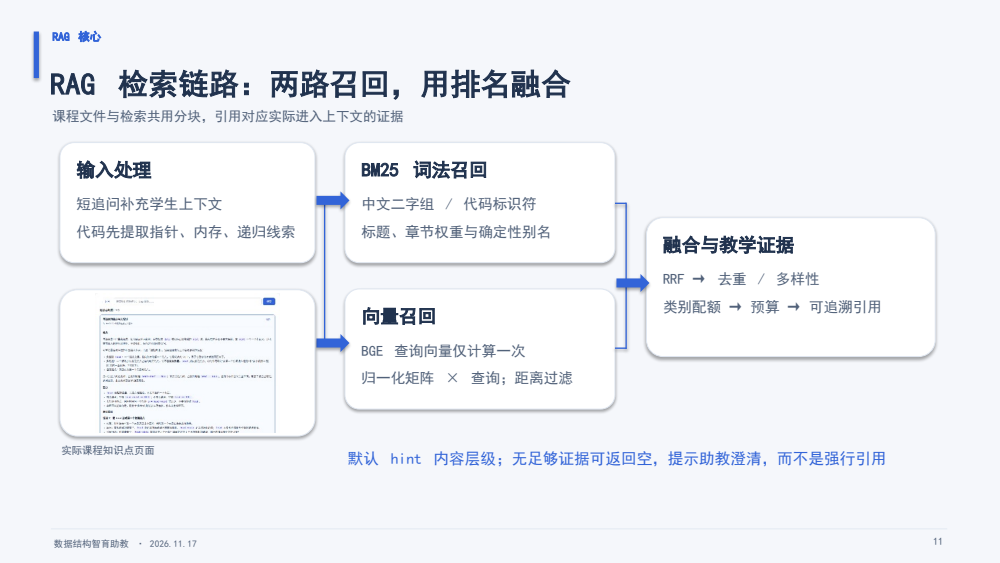 RAG 核心
RAG 检索链路：两路召回，用排名融合
课程文件与检索共用分块，引用对应实际进入上下文的证据
输入处理
短追问补充学生上下文
代码先提取指针、内存、递归线索
BM25 词法召回
中文二字组 / 代码标识符
标题、章节权重与确定性别名
向量召回
BGE 查询向量仅计算一次
归一化矩阵 × 查询；距离过滤
融合与教学证据
RRF → 去重 / 多样性
类别配额 → 预算 → 可追溯引用
实际课程知识点页面
默认 hint 内容层级；无足够证据可返回空，提示助教澄清，而不是强行引用
数据结构智育助教 · 2026.11.17
11